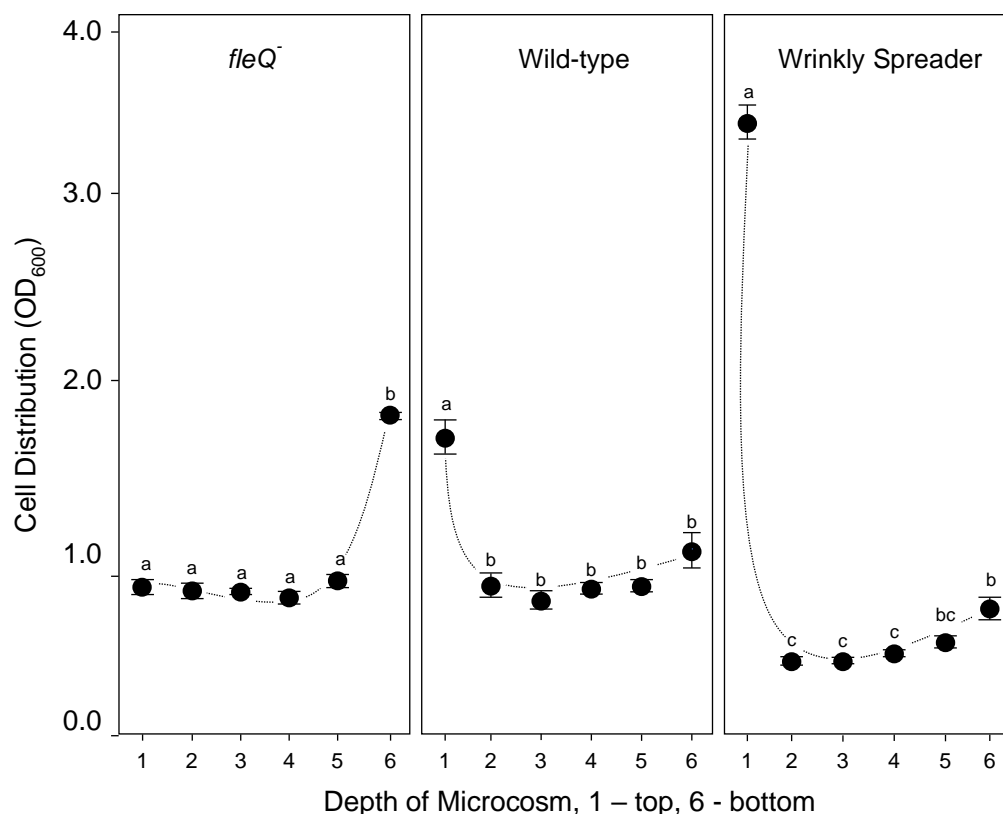 fleQ- Wild-type Wrinkly Spreader
4.0
3.0
2.0
1.0
0.0
Cell Distribution (OD600)
a a a a a b
a b b b b b
a c c c bc b
1 2 3 4 5 6 1 2 3 4 5 6 1 2 3 4 5 6
Depth of Microcosm, 1 – top, 6 - bottom